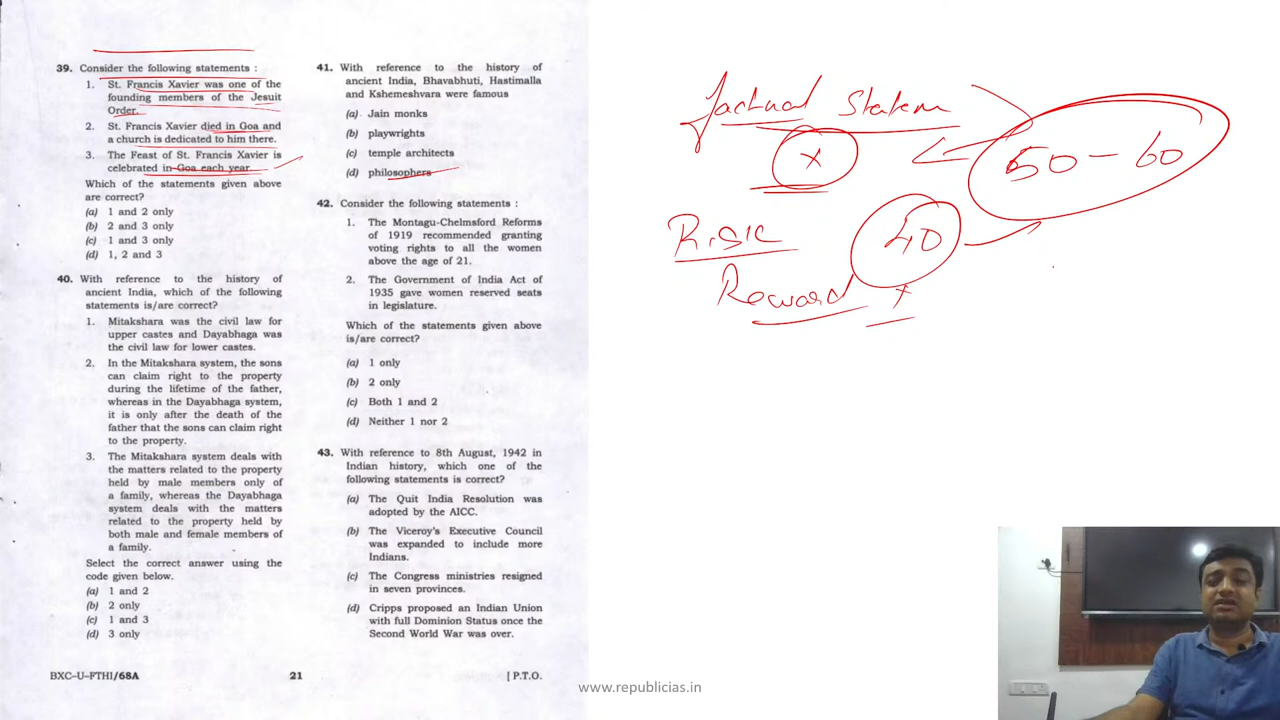 39. Consider the following statements :
1. St. Francis Xavier was one of the
founding members of the Jesuit
Order.
2. St. Francis Xavier died in Goa and
a church is dedicated to him there.
3. The Feast of St. Francis Xavier is
celebrated in Goa each year.
Which of the statements given above
are correct?
(a) 1 and 2 only
(b) 2 and 3 only
(c) 1 and 3 only
(d) 1, 2 and 3
40. With reference to the history of
ancient India, which of the following
statements is/are correct?
1. Mitakshara was the civil law for
upper castes and Dayabhaga was
the civil law for lower castes.
2. In the Mitakshara system, the sons
can claim right to the property
during the lifetime of the father,
whereas in the Dayabhaga system,
it is only after the death of the
father that the sons can claim right
to the property.
3. The Mitakshara system deals with
the matters related to the property
held by male members only of
a family, whereas the Dayabhaga
system deals with the matters
related to the property held by
both male and female members of
a family.
Select the correct answer using the
code given below.
(a) 1 and 2
(b) 2 only
(c) 1 and 3
(d) 3 only
BXC-U-FTHI/68A
41. With reference to the history of
ancient India, Bhavabhuti, Hastimalla
and Kshemeshvara were famous
(a) Jain monks
(b) playwrights
(c) temple architects
(d) philosophers
42. Consider the following statements :
1. The Montagu-Chelmsford Reforms
of 1919 recommended granting
voting rights to all the women
above the age of 21.
2. The Government of India Act of
1935 gave women reserved seats
in legislature.
Which of the statements given above
is/are correct?
(a) 1 only
(b) 2 only
(c) Both 1 and 2
(d) Neither 1 nor 2
43. With reference to 8th August, 1942 in
Indian history, which one of the
following statements is correct?
(a) The Quit India Resolution was
adopted by the AICC.
(b) The Viceroy's Executive Council
was expanded to include more
Indians.
(c) The Congress ministries resigned
in seven provinces.
(d) Cripps proposed an Indian Union
with full Dominion Status once the
Second World War was over.
21
[ P.T.O.
Factual Statem
x
50 - 60
Risk
40
Reward x
www.republicias.in